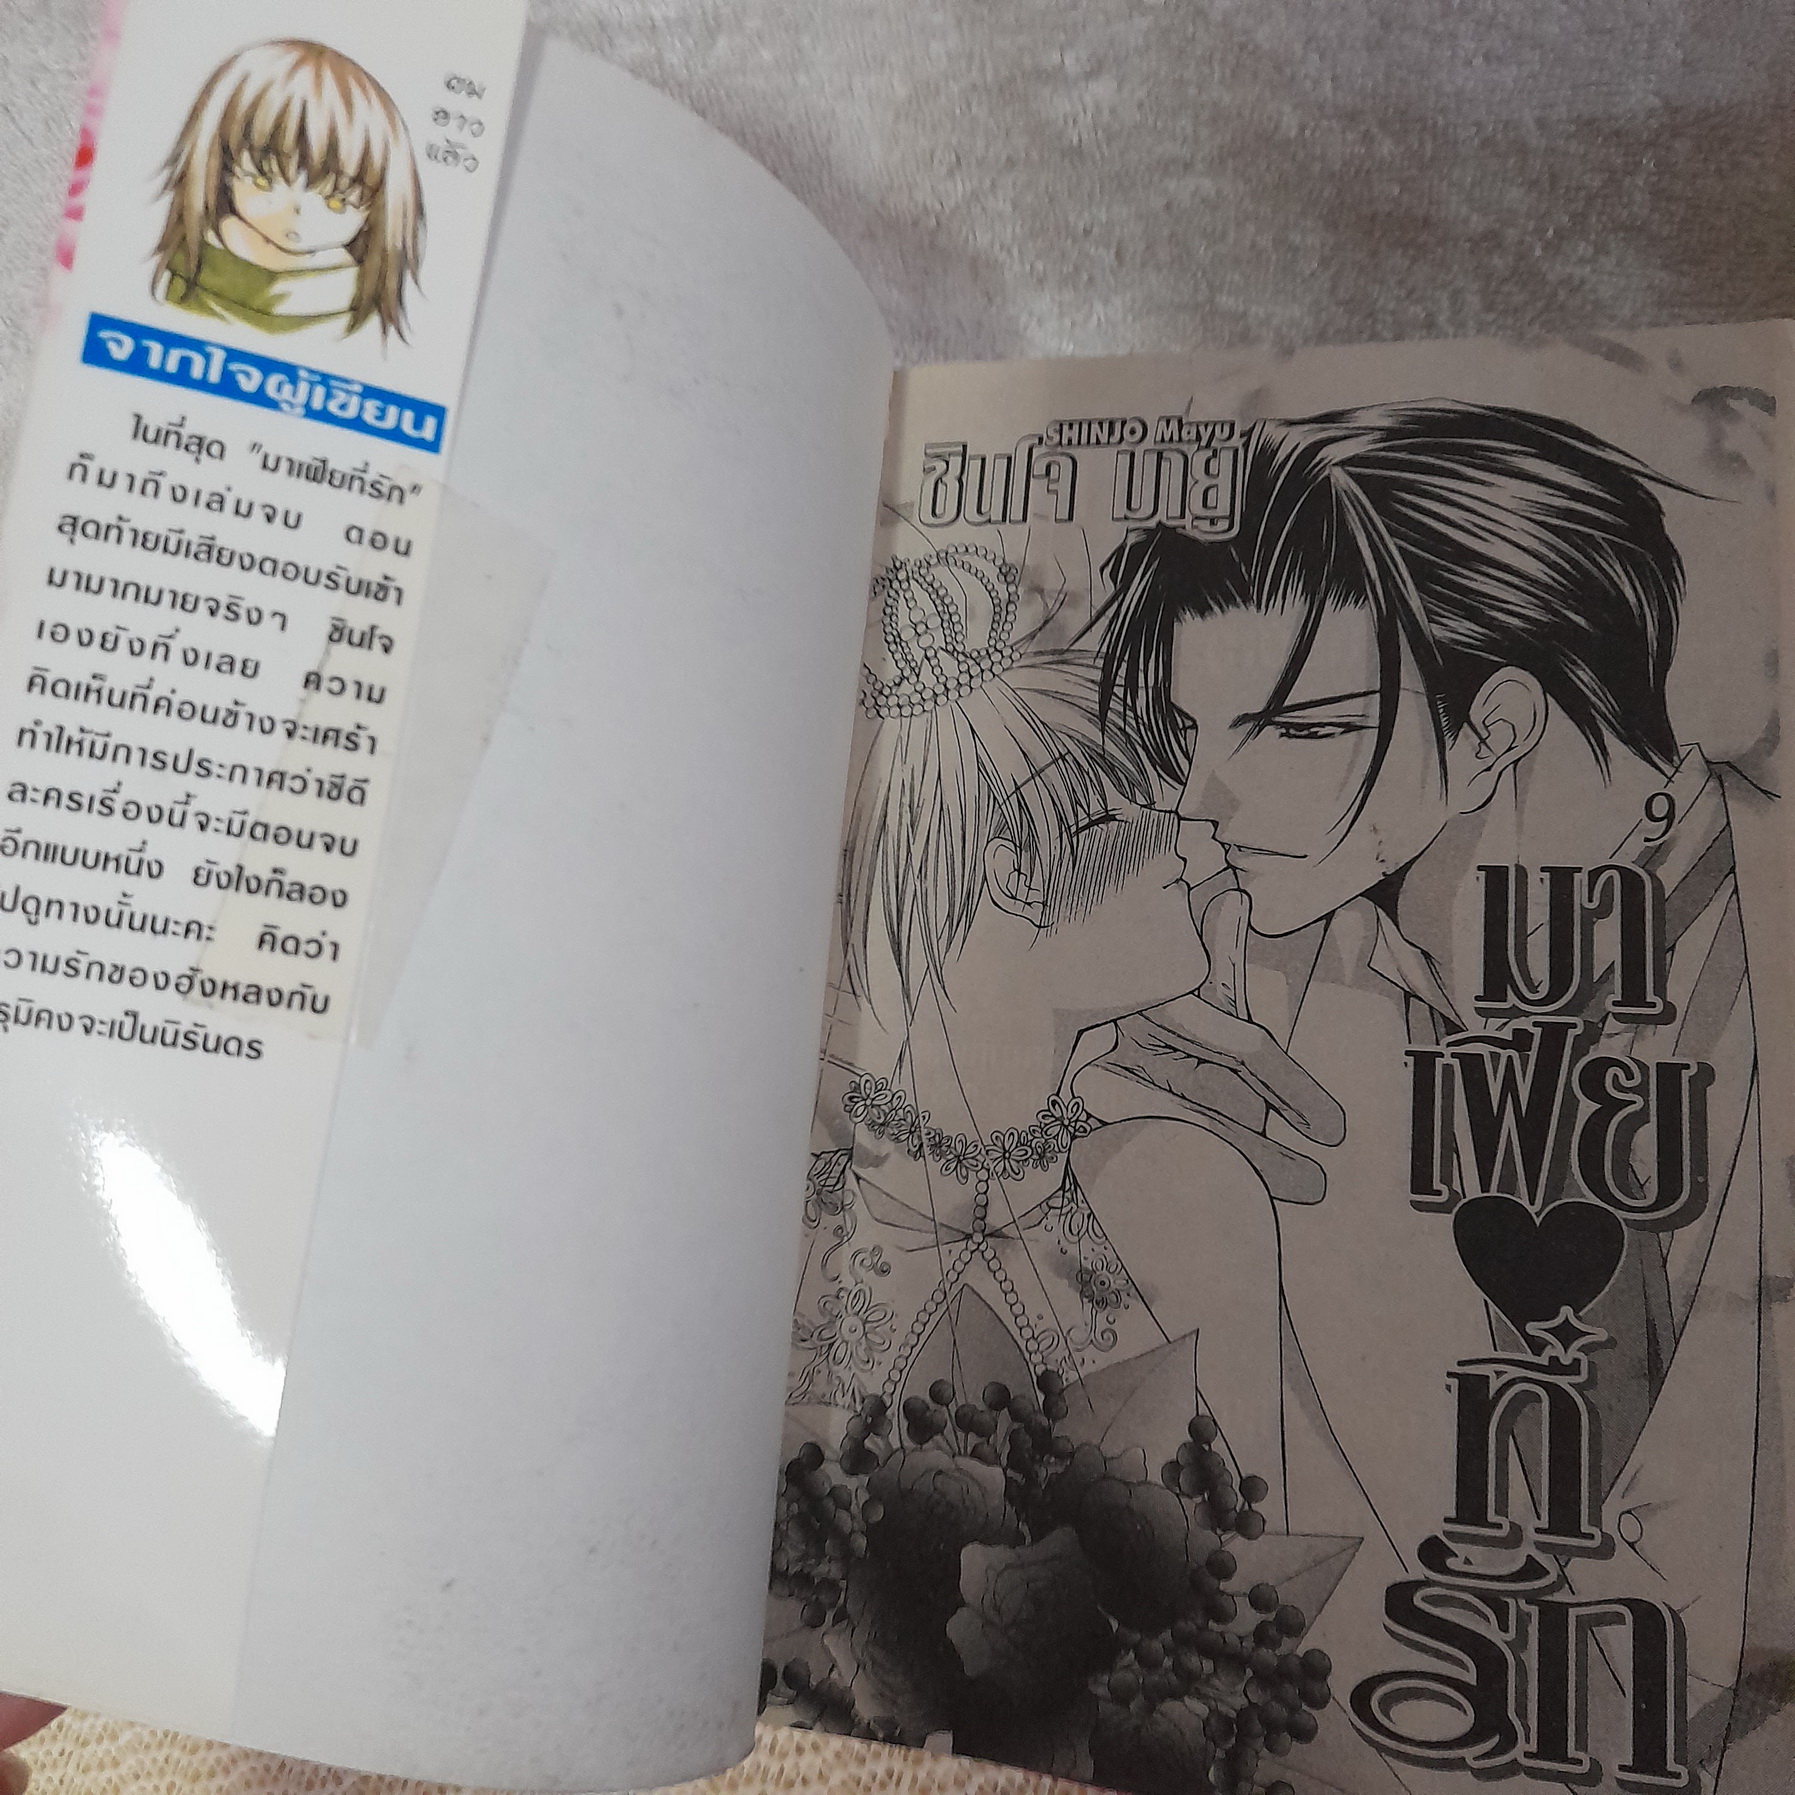 ผม
ยาว
แล้ว
จากใจผู้เขียน
ในที่สุด "มาเฟียที่รัก"
ก็มาถึงเล่มจบ ตอน
สุดท้ายมีเสียงตอบรับเข้า
มามากมายจริงๆ ชินโจ
เองยังทึ่งเลย ความ
คิดเห็นที่ค่อนข้างจะเศร้า
ทำให้มีการประกาศว่าซีดี
ละครเรื่องนี้จะมีตอนจบ
อีกแบบหนึ่ง ยังไงก็ลอง
ไปดูทางนั้นนะคะ คิดว่า
ความรักของฮั่งหลงกับ
รุมิคงจะเป็นนิรันดร
SHINJO Mayu
ชินโจ มายู
9
มา
เฟีย
ที่
รัก